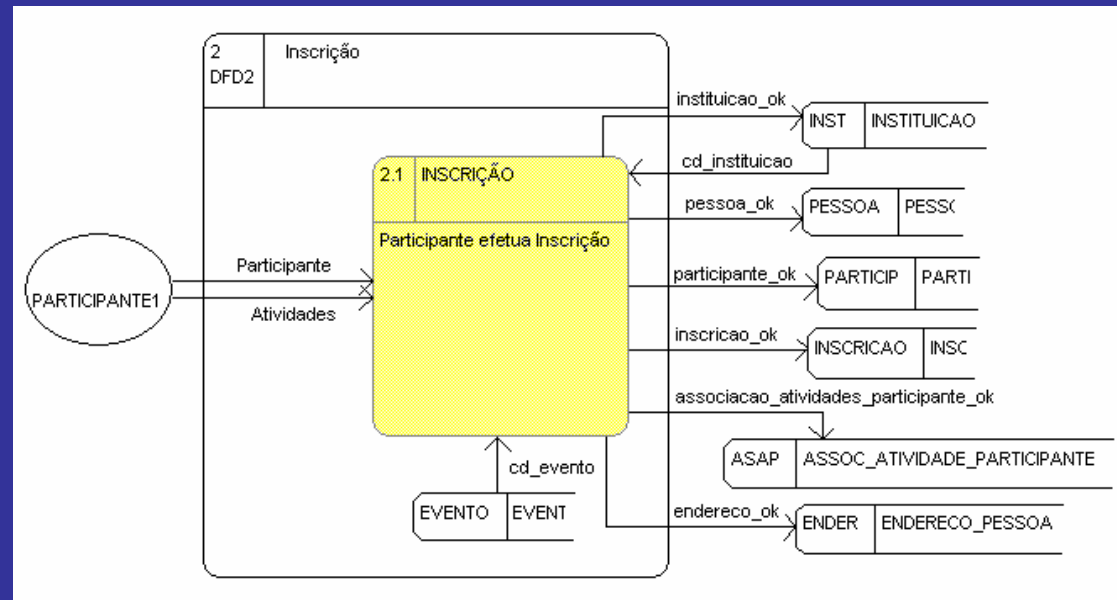 2 Inscrição
DFD2
instituicao_ok
INST INSTITUICAO
cd_instituicao
2.1 INSCRIÇÃO
pessoa_ok
PESSOA PESS(
Participante efetua Inscrição
Participante
participante_ok
PARTICIP PARTI
PARTICIPANTE1
Atividades
inscricao_ok
INSCRICAO INSC
associacao_atividades_participante_ok
ASAP ASSOC_ATIVIDADE_PARTICIPANTE
cd_evento
EVENTO EVENT
endereco_ok
ENDER ENDERECO_PESSOA